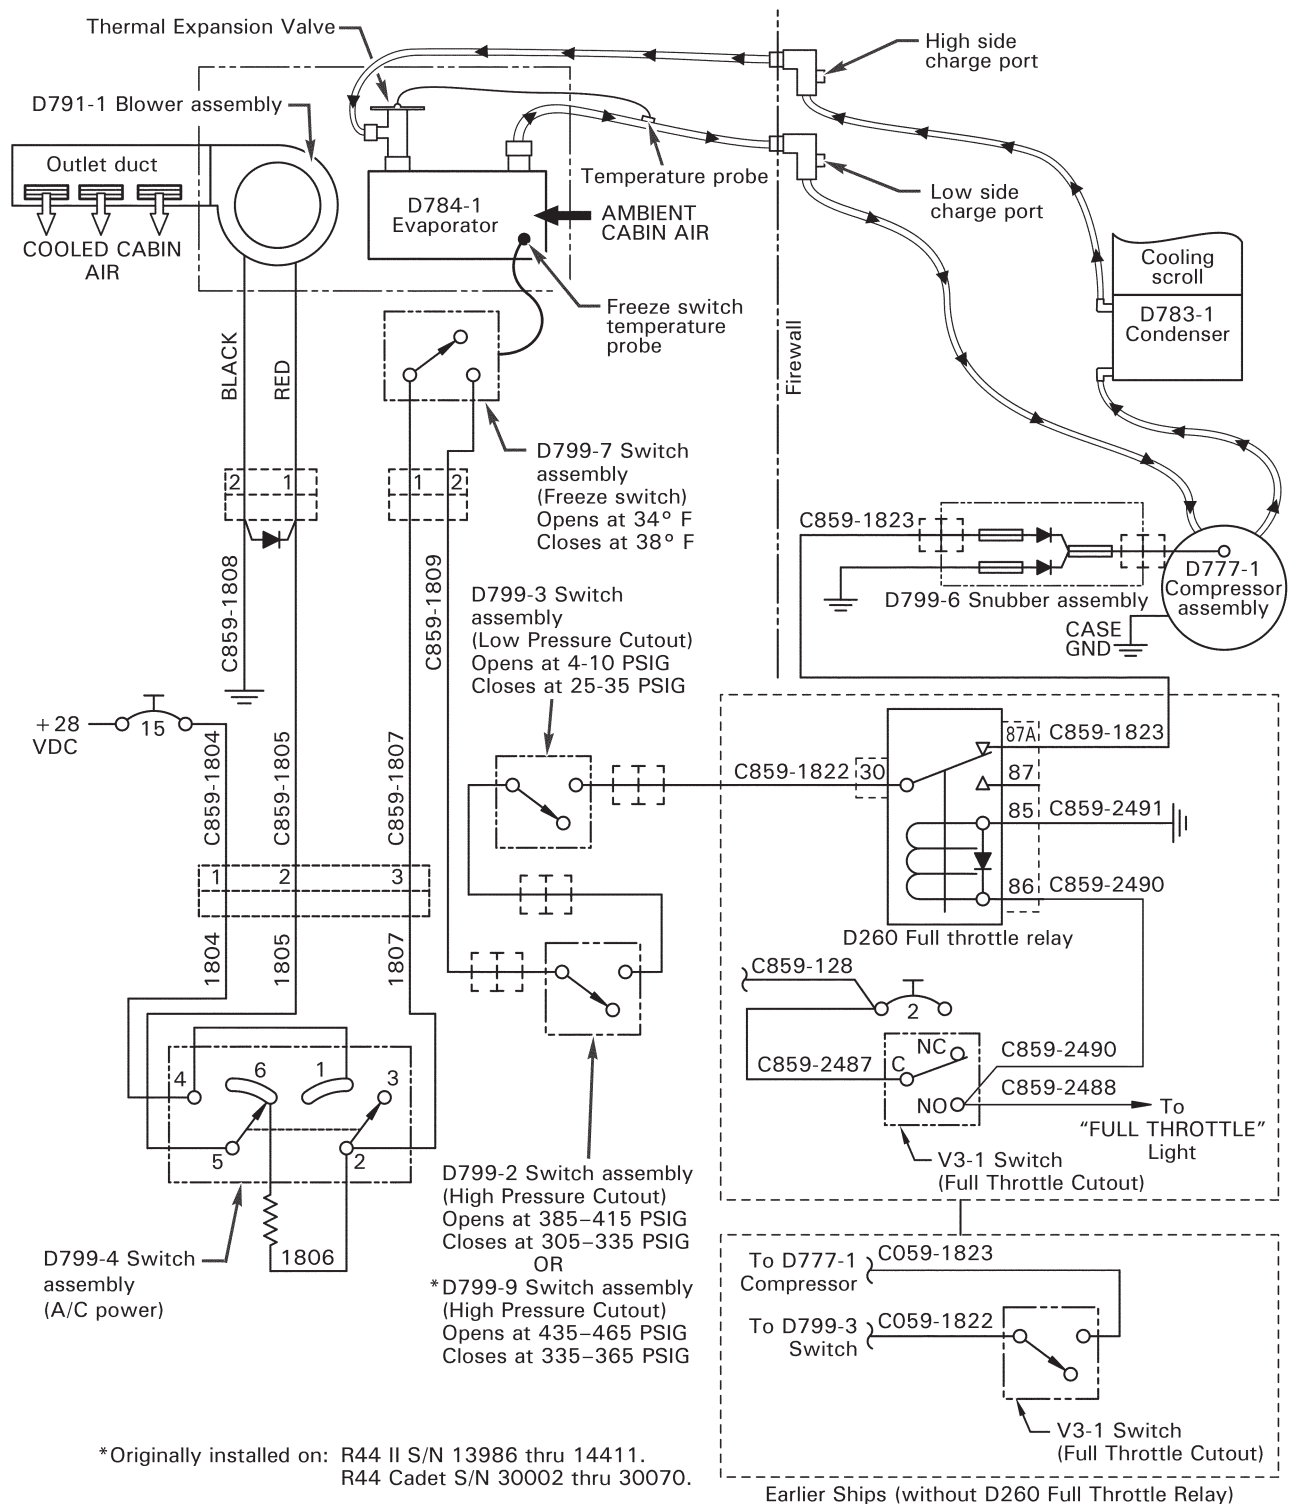 Thermal Expansion Valve
High side
charge port
D791-1 Blower assembly
Outlet duct
COOLED CABIN
AIR
D784-1
Evaporator
Temperature probe
AMBIENT
CABIN AIR
Low side
charge port
Cooling
scroll
D783-1
Condenser
Freeze switch
temperature
probe
Firewall
BLACK
RED
2
1
1
2
D799-7 Switch
assembly
(Freeze switch)
Opens at 34° F
Closes at 38° F
C859-1823
D799-6 Snubber assembly
D777-1
Compressor
assembly
CASE
GND
C859-1808
C859-1809
D799-3 Switch
assembly
(Low Pressure Cutout)
Opens at 4-10 PSIG
Closes at 25-35 PSIG
+28
VDC
15
C859-1804
C859-1805
C859-1807
1
2
3
1804
1805
1807
C859-1822
30
87A
C859-1823
87
85
C859-2491
86
C859-2490
D260 Full throttle relay
C859-128
2
C859-2487
NC
C
NO
C859-2490
C859-2488
To
“FULL THROTTLE”
Light
V3-1 Switch
(Full Throttle Cutout)
4
6
1
3
5
2
1806
D799-4 Switch
assembly
(A/C power)
D799-2 Switch assembly
(High Pressure Cutout)
Opens at 385–415 PSIG
Closes at 305–335 PSIG
OR
*D799-9 Switch assembly
(High Pressure Cutout)
Opens at 435–465 PSIG
Closes at 335–365 PSIG
To D777-1
Compressor
C059-1823
To D799-3
Switch
C059-1822
V3-1 Switch
(Full Throttle Cutout)
*Originally installed on: R44 II S/N 13986 thru 14411.
R44 Cadet S/N 30002 thru 30070.
Earlier Ships (without D260 Full Throttle Relay)